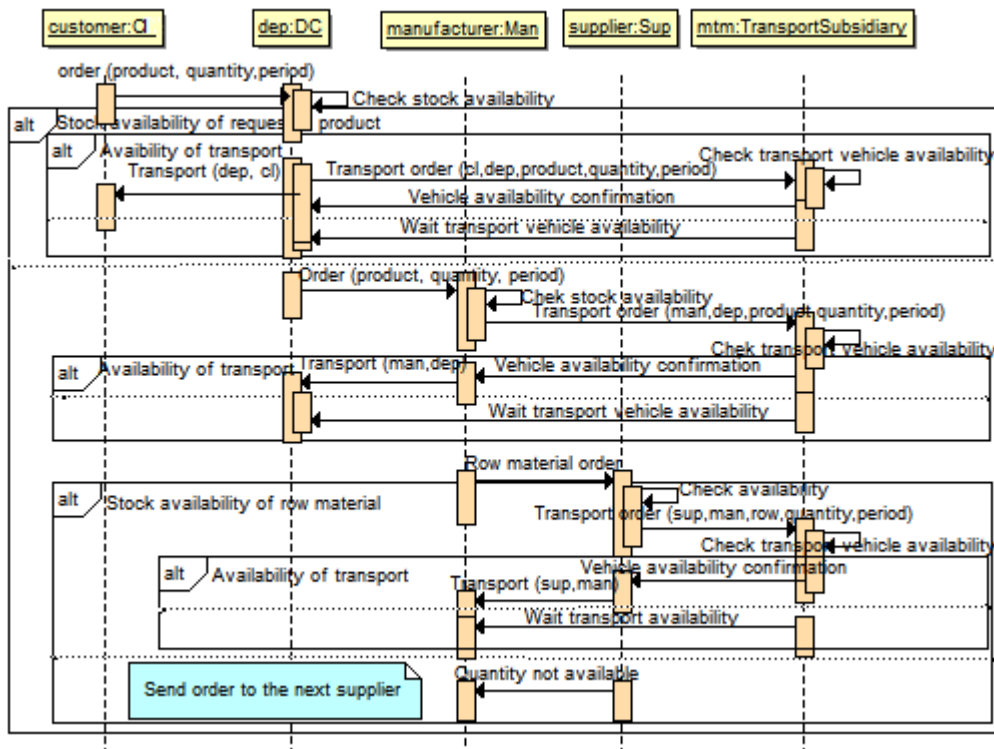 customer:Cl
dep:DC
manufacturer:Man
supplier:Sup
mtm:TransportSubsidiary
order (product, quantity,period)
Check stock availability
alt
Stock availability of reques product
alt
Avaibility of transport
Check transport vehicle availability
Transport (dep, cl)
Transport order (cl,dep,product,quantity,period)
Vehicle availability confirmation
Wait transport vehicle availability
Order (product, quantity, period)
Chek stock availability
Transport order (man,dep,product,quantity,period)
Chek transport vehicle availability
alt
Availability of transport
Transport (man,dep)
Vehicle availability confirmation
Wait transport vehicle availability
Row material order
alt
Stock availability of row material
Check availability
Transport order (sup,man,row,quantity,period)
Check transport vehicle availability
alt
Availability of transport
Vehicle availability confirmation
Transport (sup,man)
Wait transport availability
Quantity not available
Send order to the next supplier